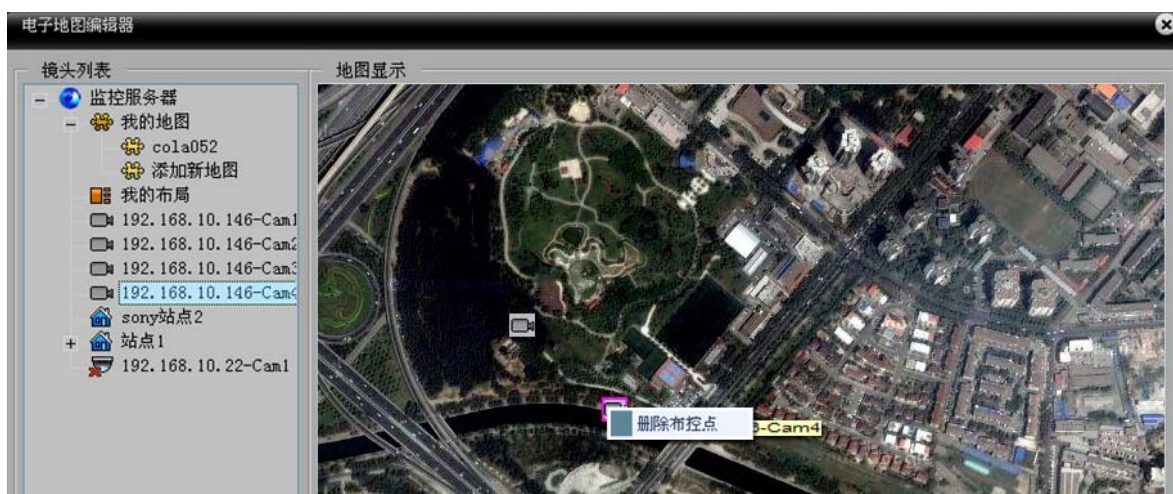 电子地图编辑器
镜头列表
地图显示
监控服务器
我的地图
cola052
添加新地图
我的布局
192.168.10.146-Cam1
192.168.10.146-Cam2
192.168.10.146-Cam3
192.168.10.146-Cam4
sony站点2
站点1
192.168.10.22-Cam1
删除布控点
-Cam4